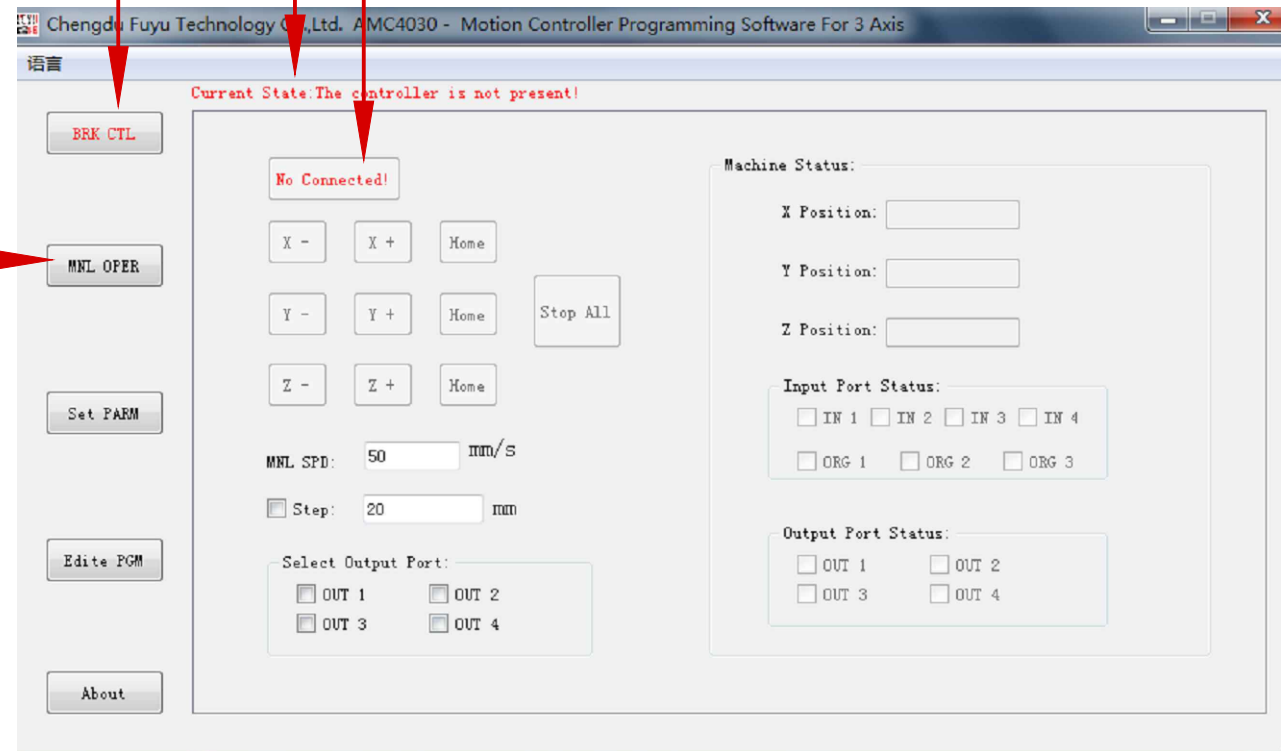 Chengdu Fuyu Technology Co.,Ltd. AMC4030 - Motion Controller Programming Software For 3 Axis
语言
Current State:The controller is not present!
BRK CTL
MNL OPER
Set PARM
Edite PGM
About
No Connected!
X - X + Home
Y - Y + Home
Stop All
Z - Z + Home
MNL SPD: 50 mm/s
Step: 20 mm
Select Output Port:
OUT 1 OUT 2
OUT 3 OUT 4
Machine Status:
X Position:
Y Position:
Z Position:
Input Port Status:
IN 1 IN 2 IN 3 IN 4
ORG 1 ORG 2 ORG 3
Output Port Status:
OUT 1 OUT 2
OUT 3 OUT 4